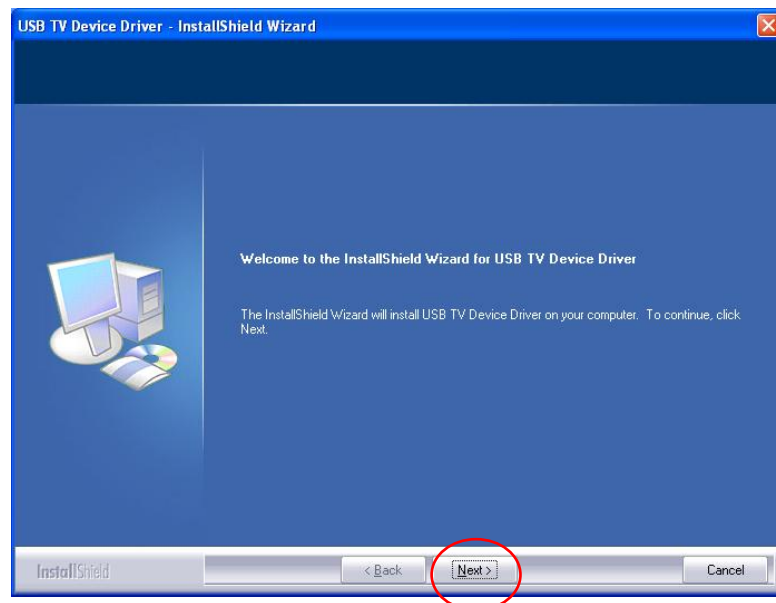 USB TV Device Driver - InstallShield Wizard
Welcome to the InstallShield Wizard for USB TV Device Driver
The InstallShield Wizard will install USB TV Device Driver on your computer. To continue, click
Next.
InstallShield
< Back Next > Cancel